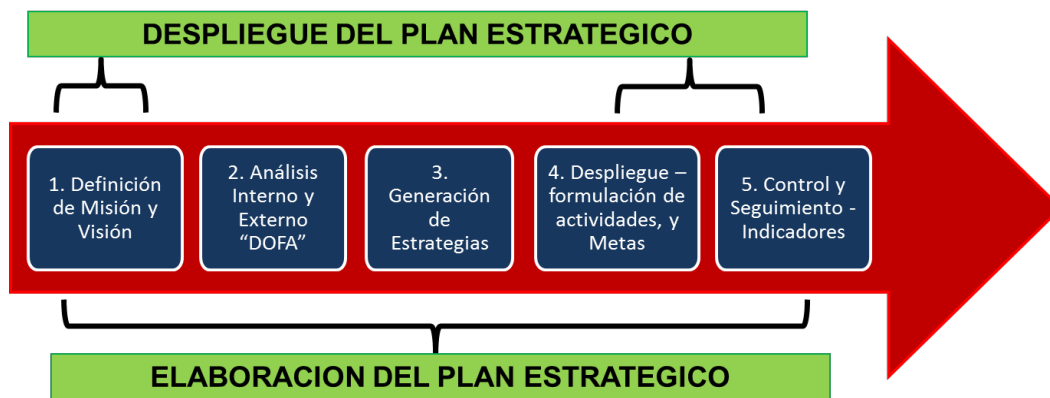 DESPLIEGUE DEL PLAN ESTRATEGICO
1. Definición
de Misión y
Visión
2. Análisis
Interno y
Externo
“DOFA”
3.
Generación
de
Estrategias
4. Despliegue –
formulación de
actividades, y
Metas
5. Control y
Seguimiento -
Indicadores
ELABORACION DEL PLAN ESTRATEGICO